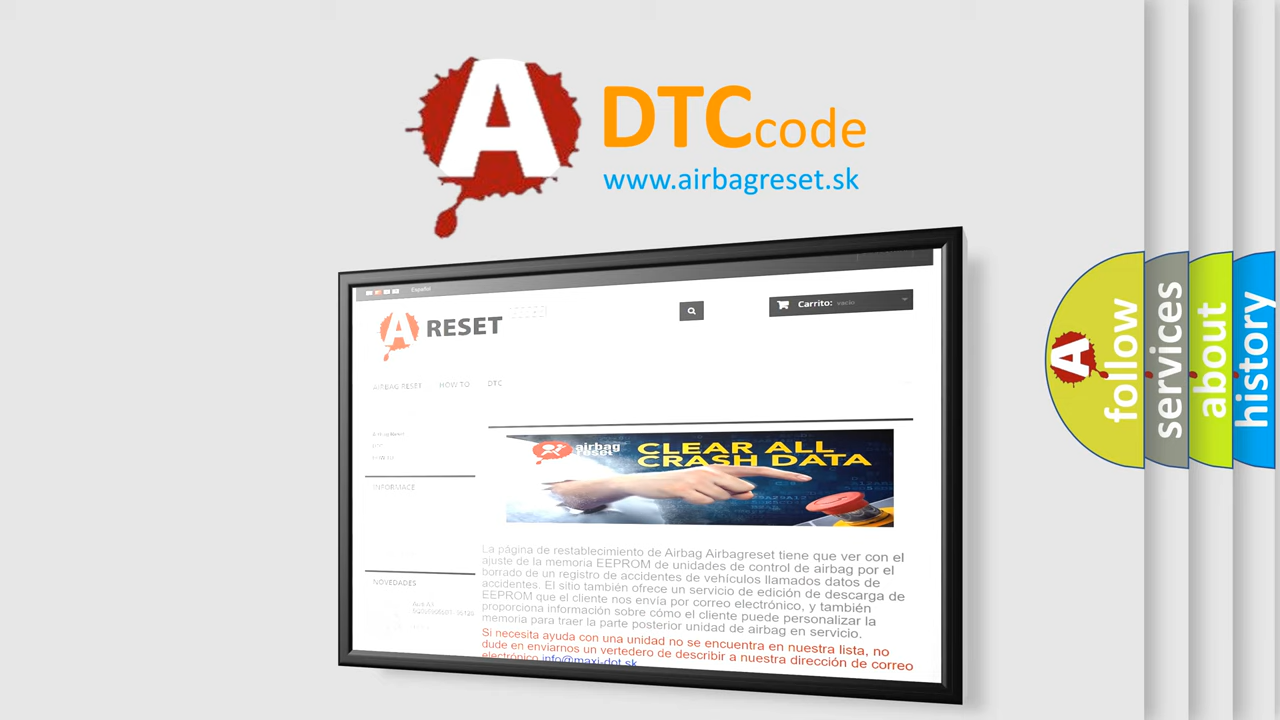 A
DTCcode
www.airbagreset.sk
Español
A RESET
Carrito: vacío
AIRBAG RESET HOW TO DTC
INFORMACE
NOVEDADES
airbag
reset
CLEAR ALL
CRASH DATA
La página de restablecimiento de Airbag Airbagreset tiene que ver con el
ajuste de la memoria EEPROM de unidades de control de airbag por el
borrado de un registro de accidentes de vehículos llamados datos de
accidentes. El sitio también ofrece un servicio de edición de descarga de
EEPROM que el cliente nos envía por correo electrónico, y también
proporciona información sobre cómo el cliente puede personalizar la
memoria para traer la parte posterior unidad de airbag en servicio.
Si necesita ayuda con una unidad no se encuentra en nuestra lista, no
dude en enviarnos un vertedero de describir a nuestra dirección de correo
electrónico info@maxi-dot.sk
A
follow
services
about
history